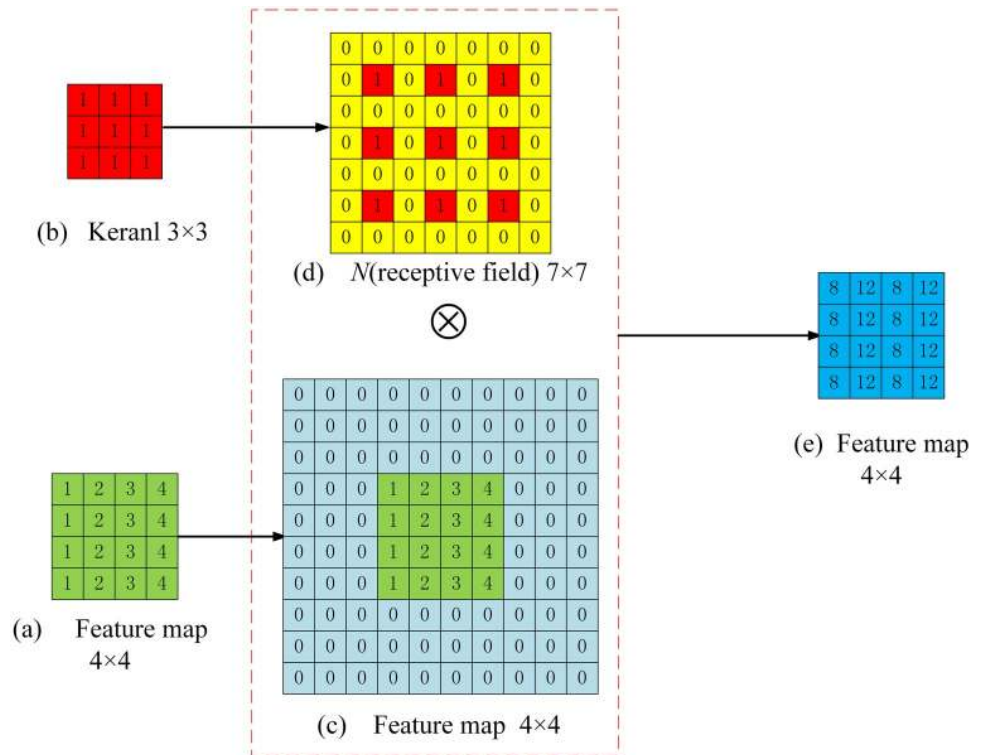 0 0 0 0 0 0 0
0 1 0 1 0 1 0
0 0 0 0 0 0 0
0 1 0 1 0 1 0
0 0 0 0 0 0 0
0 1 0 1 0 1 0
0 0 0 0 0 0 0
(d) N(receptive field) 7×7
1 1 1
1 1 1
1 1 1
(b) Keranl 3×3
⊗
0 0 0 0 0 0 0 0 0 0
0 0 0 0 0 0 0 0 0 0
0 0 0 0 0 0 0 0 0 0
0 0 0 1 2 3 4 0 0 0
0 0 0 1 2 3 4 0 0 0
0 0 0 1 2 3 4 0 0 0
0 0 0 1 2 3 4 0 0 0
0 0 0 0 0 0 0 0 0 0
0 0 0 0 0 0 0 0 0 0
0 0 0 0 0 0 0 0 0 0
(c) Feature map 4×4
1 2 3 4
1 2 3 4
1 2 3 4
1 2 3 4
(a) Feature map
4×4
8 12 8 12
8 12 8 12
8 12 8 12
8 12 8 12
(e) Feature map
4×4